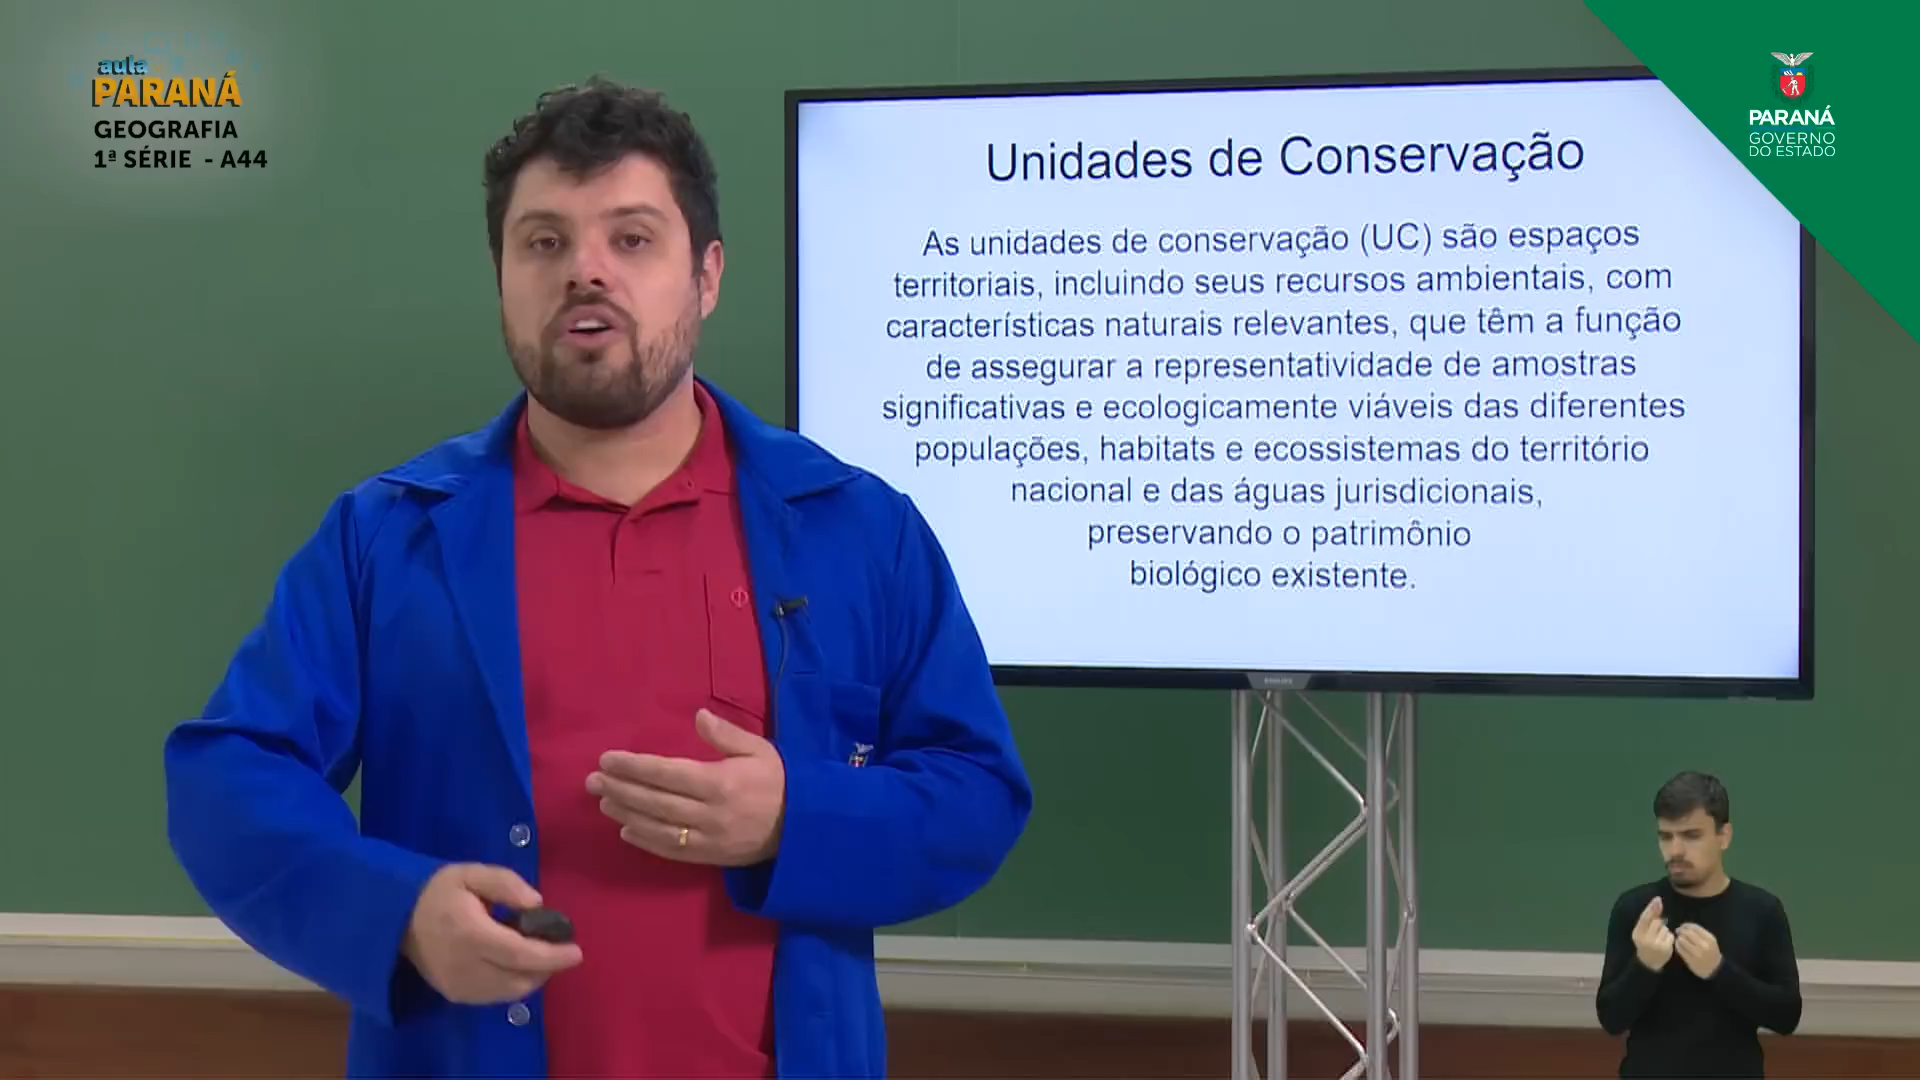 aula
PARANÁ
GEOGRAFIA
1ª SÉRIE - A44
PARANÁ
GOVERNO
DO ESTADO
Unidades de Conservação
As unidades de conservação (UC) são espaços
territoriais, incluindo seus recursos ambientais, com
características naturais relevantes, que têm a função
de assegurar a representatividade de amostras
significativas e ecologicamente viáveis das diferentes
populações, habitats e ecossistemas do território
nacional e das águas jurisdicionais,
preservando o patrimônio
biológico existente.
PHILIPS